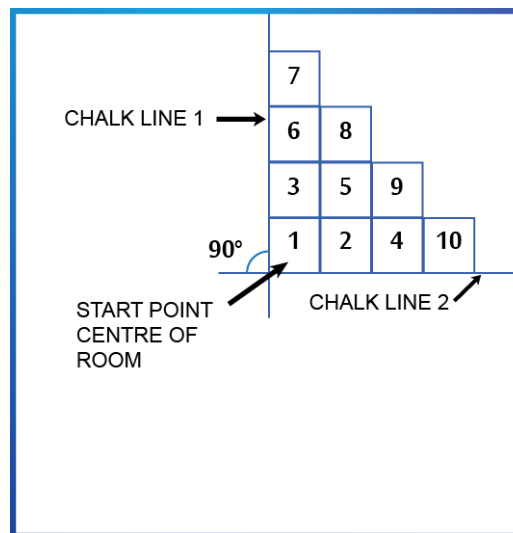 7
CHALK LINE 1
6 8
3 5 9
90°
1 2 4 10
START POINT
CENTRE OF
ROOM
CHALK LINE 2